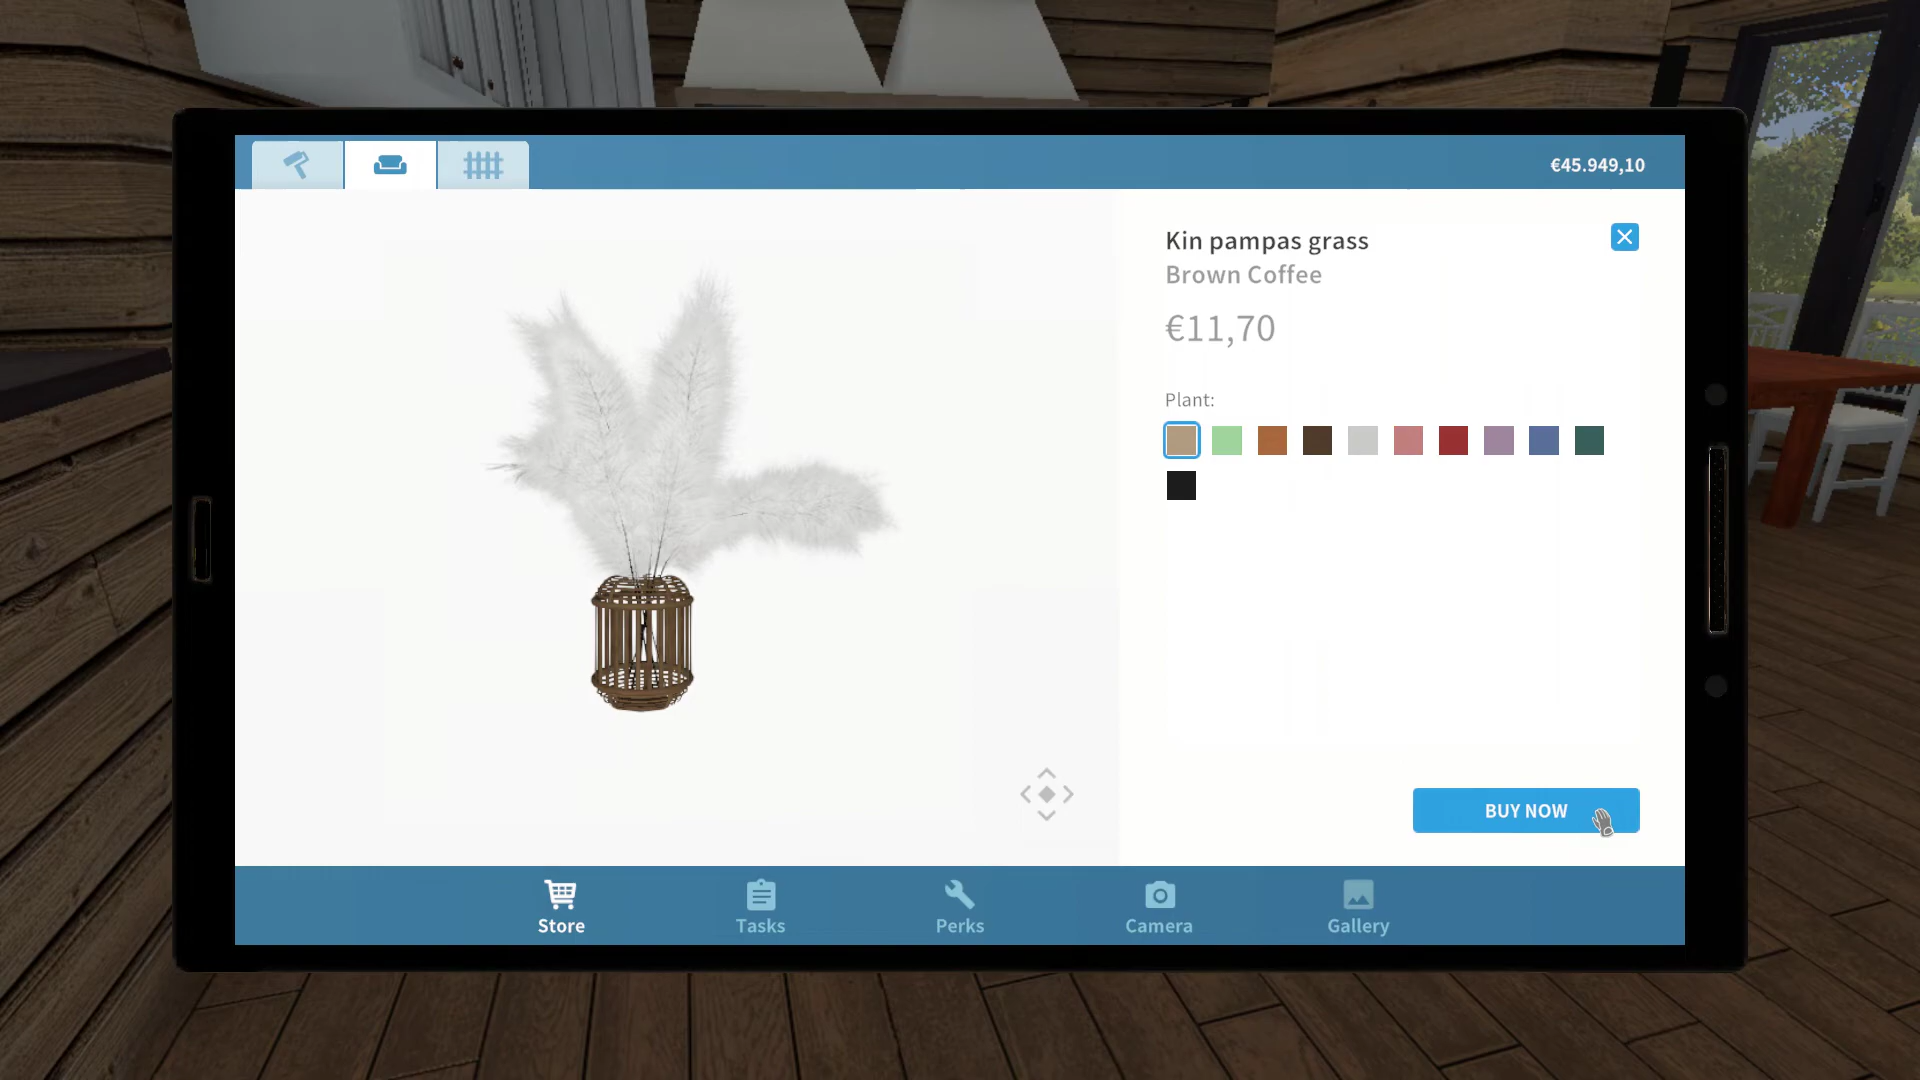 €45.949,10
Kin pampas grass
Brown Coffee
€11,70
Plant:
BUY NOW
Store
Tasks
Perks
Camera
Gallery